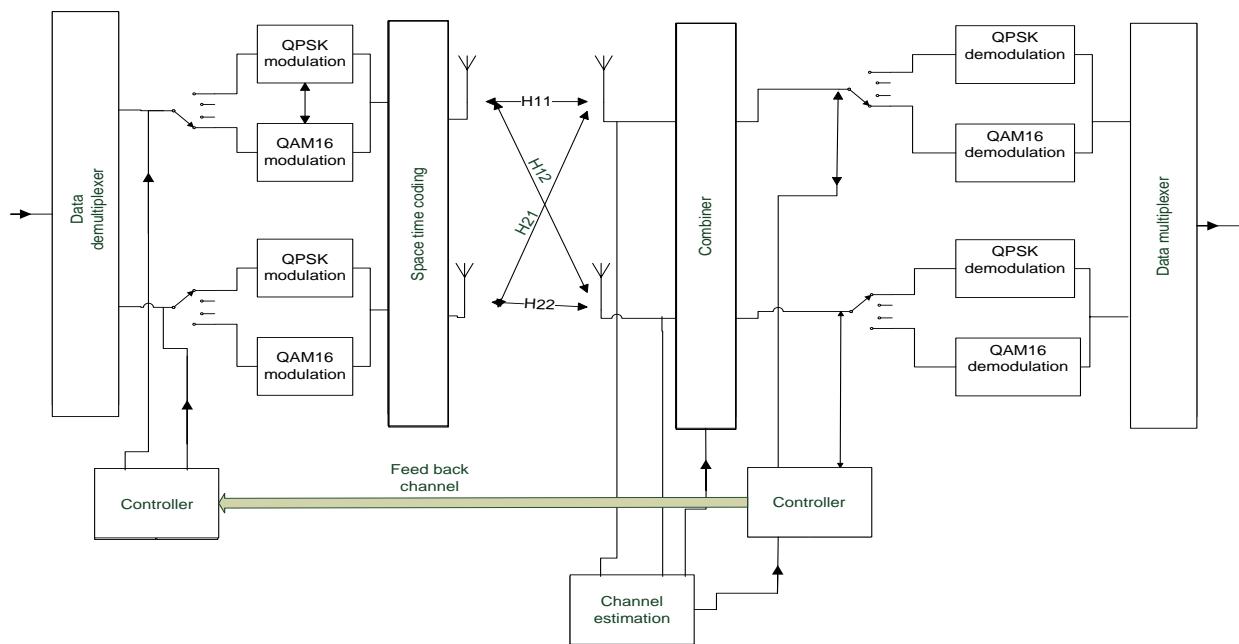 Data
demultiplexer
QPSK
modulation
QAM16
modulation
QPSK
modulation
QAM16
modulation
Space time coding
H11
H12
H21
H22
Combiner
QPSK
demodulation
QAM16
demodulation
QPSK
demodulation
QAM16
demodulation
Data multiplexer
Controller
Feed back
channel
Controller
Channel
estimation